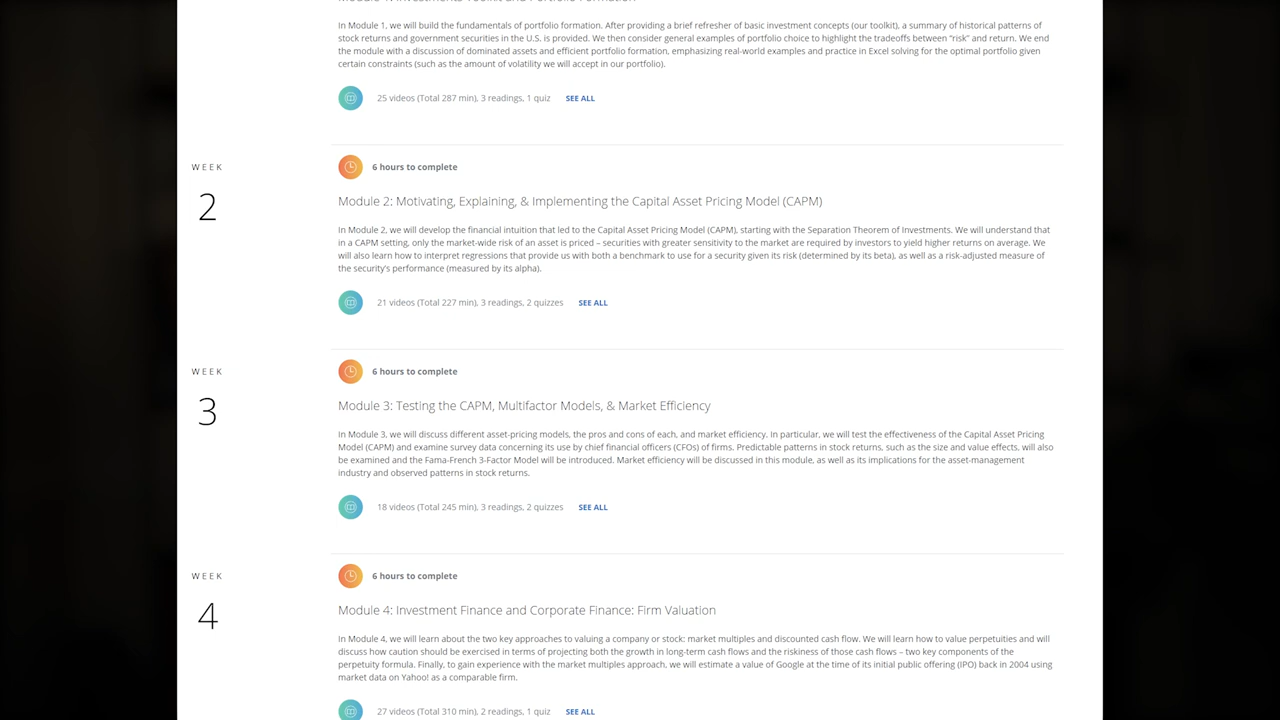 Module 1: Investments Toolkit and Portfolio Formation
In Module 1, we will build the fundamentals of portfolio formation. After providing a brief refresher of basic investment concepts (our toolkit), a summary of historical patterns of
stock returns and government securities in the U.S. is provided. We then consider general examples of portfolio choice to highlight the tradeoffs between “risk” and return. We end
the module with a discussion of dominated assets and efficient portfolio formation, emphasizing real-world examples and practice in Excel solving for the optimal portfolio given
certain constraints (such as the amount of volatility we will accept in our portfolio).
25 videos (Total 287 min), 3 readings, 1 quiz SEE ALL
WEEK
2
6 hours to complete
Module 2: Motivating, Explaining, & Implementing the Capital Asset Pricing Model (CAPM)
In Module 2, we will develop the financial intuition that led to the Capital Asset Pricing Model (CAPM), starting with the Separation Theorem of Investments. We will understand that
in a CAPM setting, only the market-wide risk of an asset is priced – securities with greater sensitivity to the market are required by investors to yield higher returns on average. We
will also learn how to interpret regressions that provide us with both a benchmark to use for a security given its risk (determined by its beta), as well as a risk-adjusted measure of
the security’s performance (measured by its alpha).
21 videos (Total 227 min), 3 readings, 2 quizzes SEE ALL
WEEK
3
6 hours to complete
Module 3: Testing the CAPM, Multifactor Models, & Market Efficiency
In Module 3, we will discuss different asset-pricing models, the pros and cons of each, and market efficiency. In particular, we will test the effectiveness of the Capital Asset Pricing
Model (CAPM) and examine survey data concerning its use by chief financial officers (CFOs) of firms. Predictable patterns in stock returns, such as the size and value effects, will also
be examined and the Fama-French 3-Factor Model will be introduced. Market efficiency will be discussed in this module, as well as its implications for the asset-management
industry and observed patterns in stock returns.
18 videos (Total 245 min), 3 readings, 2 quizzes SEE ALL
WEEK
4
6 hours to complete
Module 4: Investment Finance and Corporate Finance: Firm Valuation
In Module 4, we will learn about the two key approaches to valuing a company or stock: market multiples and discounted cash flow. We will learn how to value perpetuities and will
discuss how caution should be exercised in terms of projecting both the growth in long-term cash flows and the riskiness of those cash flows – two key components of the
perpetuity formula. Finally, to gain experience with the market multiples approach, we will estimate a value of Google at the time of its initial public offering (IPO) back in 2004 using
market data on Yahoo! as a comparable firm.
27 videos (Total 310 min), 2 readings, 1 quiz SEE ALL